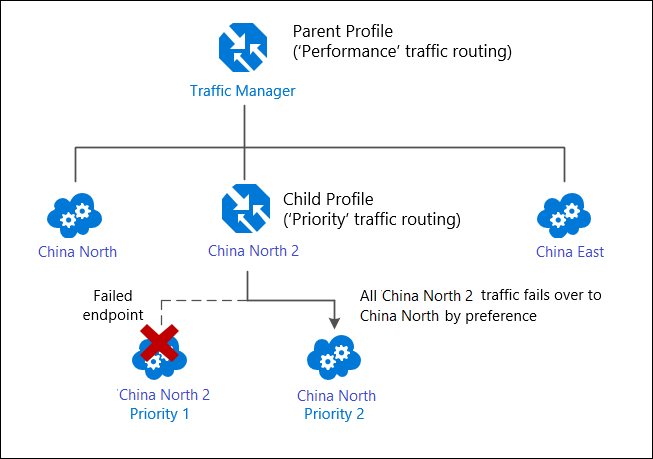 Parent Profile
(‘Performance’ traffic routing)
Traffic Manager
Child Profile
(‘Priority’ traffic routing)
China North
China North 2
China East
Failed
endpoint
All China North 2 traffic fails over to
China North by preference
China North 2
Priority 1
China North
Priority 2